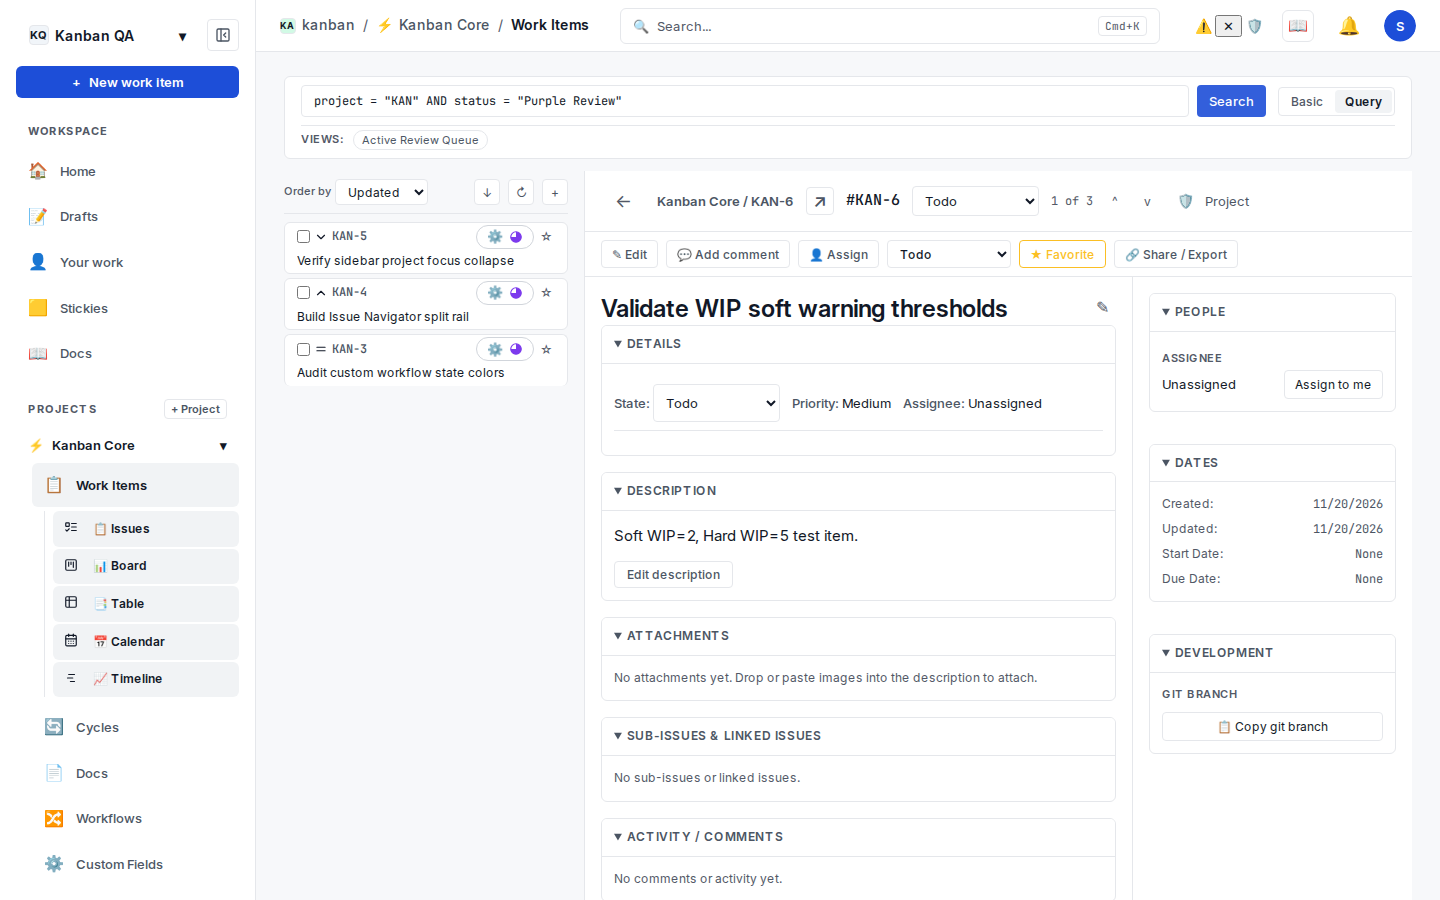 KQ Kanban QA ▾
+ New work item
WORKSPACE
Home
Drafts
Your work
Stickies
Docs
PROJECTS + Project
Kanban Core ▾
Work Items
Issues
Board
Table
Calendar
Timeline
Cycles
Docs
Workflows
Custom Fields
KA kanban / Kanban Core / Work Items
Search... Cmd+K
✕
S
project = "KAN" AND status = "Purple Review"
Search Basic Query
VIEWS: Active Review Queue
Order by Updated ↓ ↻ +
KAN-5
Verify sidebar project focus collapse
KAN-4
Build Issue Navigator split rail
KAN-3
Audit custom workflow state colors
← Kanban Core / KAN-6 #KAN-6 Todo 1 of 3 ^ v Project
✎ Edit Add comment Assign Todo ★ Favorite Share / Export
Validate WIP soft warning thresholds ✎
▾ DETAILS
State: Todo Priority: Medium Assignee: Unassigned
▾ DESCRIPTION
Soft WIP=2, Hard WIP=5 test item.
Edit description
▾ ATTACHMENTS
No attachments yet. Drop or paste images into the description to attach.
▾ SUB-ISSUES & LINKED ISSUES
No sub-issues or linked issues.
▾ ACTIVITY / COMMENTS
No comments or activity yet.
▾ PEOPLE
ASSIGNEE
Unassigned Assign to me
▾ DATES
Created: 11/20/2026
Updated: 11/20/2026
Start Date: None
Due Date: None
▾ DEVELOPMENT
GIT BRANCH
Copy git branch